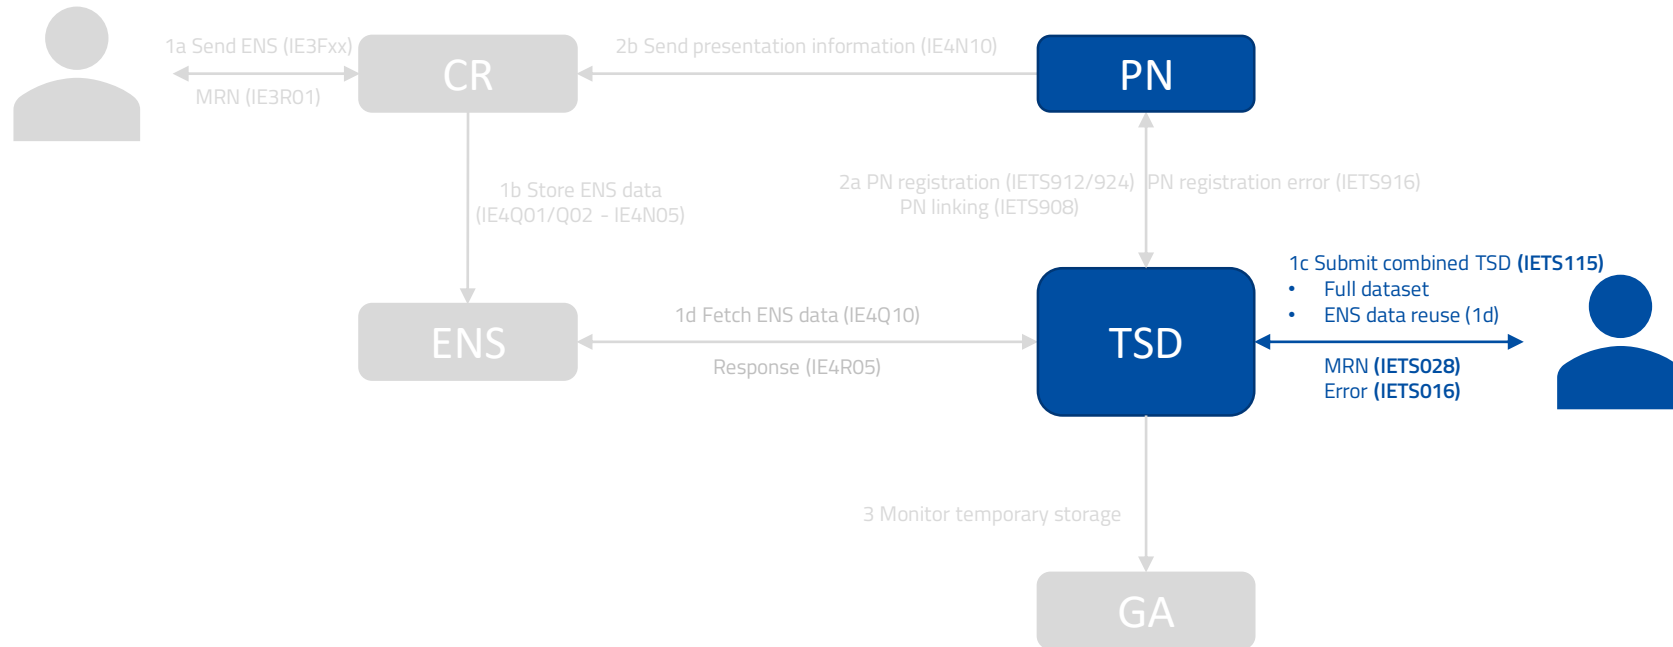 1a Send ENS (IE3Fxx)
MRN (IE3R01)
CR
2b Send presentation information (IE4N10)
PN
1b Store ENS data
(IE4Q01/Q02 - IE4N05)
2a PN registration (IETS912/924)
PN linking (IETS908)
PN registration error (IETS916)
ENS
1d Fetch ENS data (IE4Q10)
Response (IE4R05)
TSD
1c Submit combined TSD (IETS115)
• Full dataset
• ENS data reuse (1d)
MRN (IETS028)
Error (IETS016)
3 Monitor temporary storage
GA